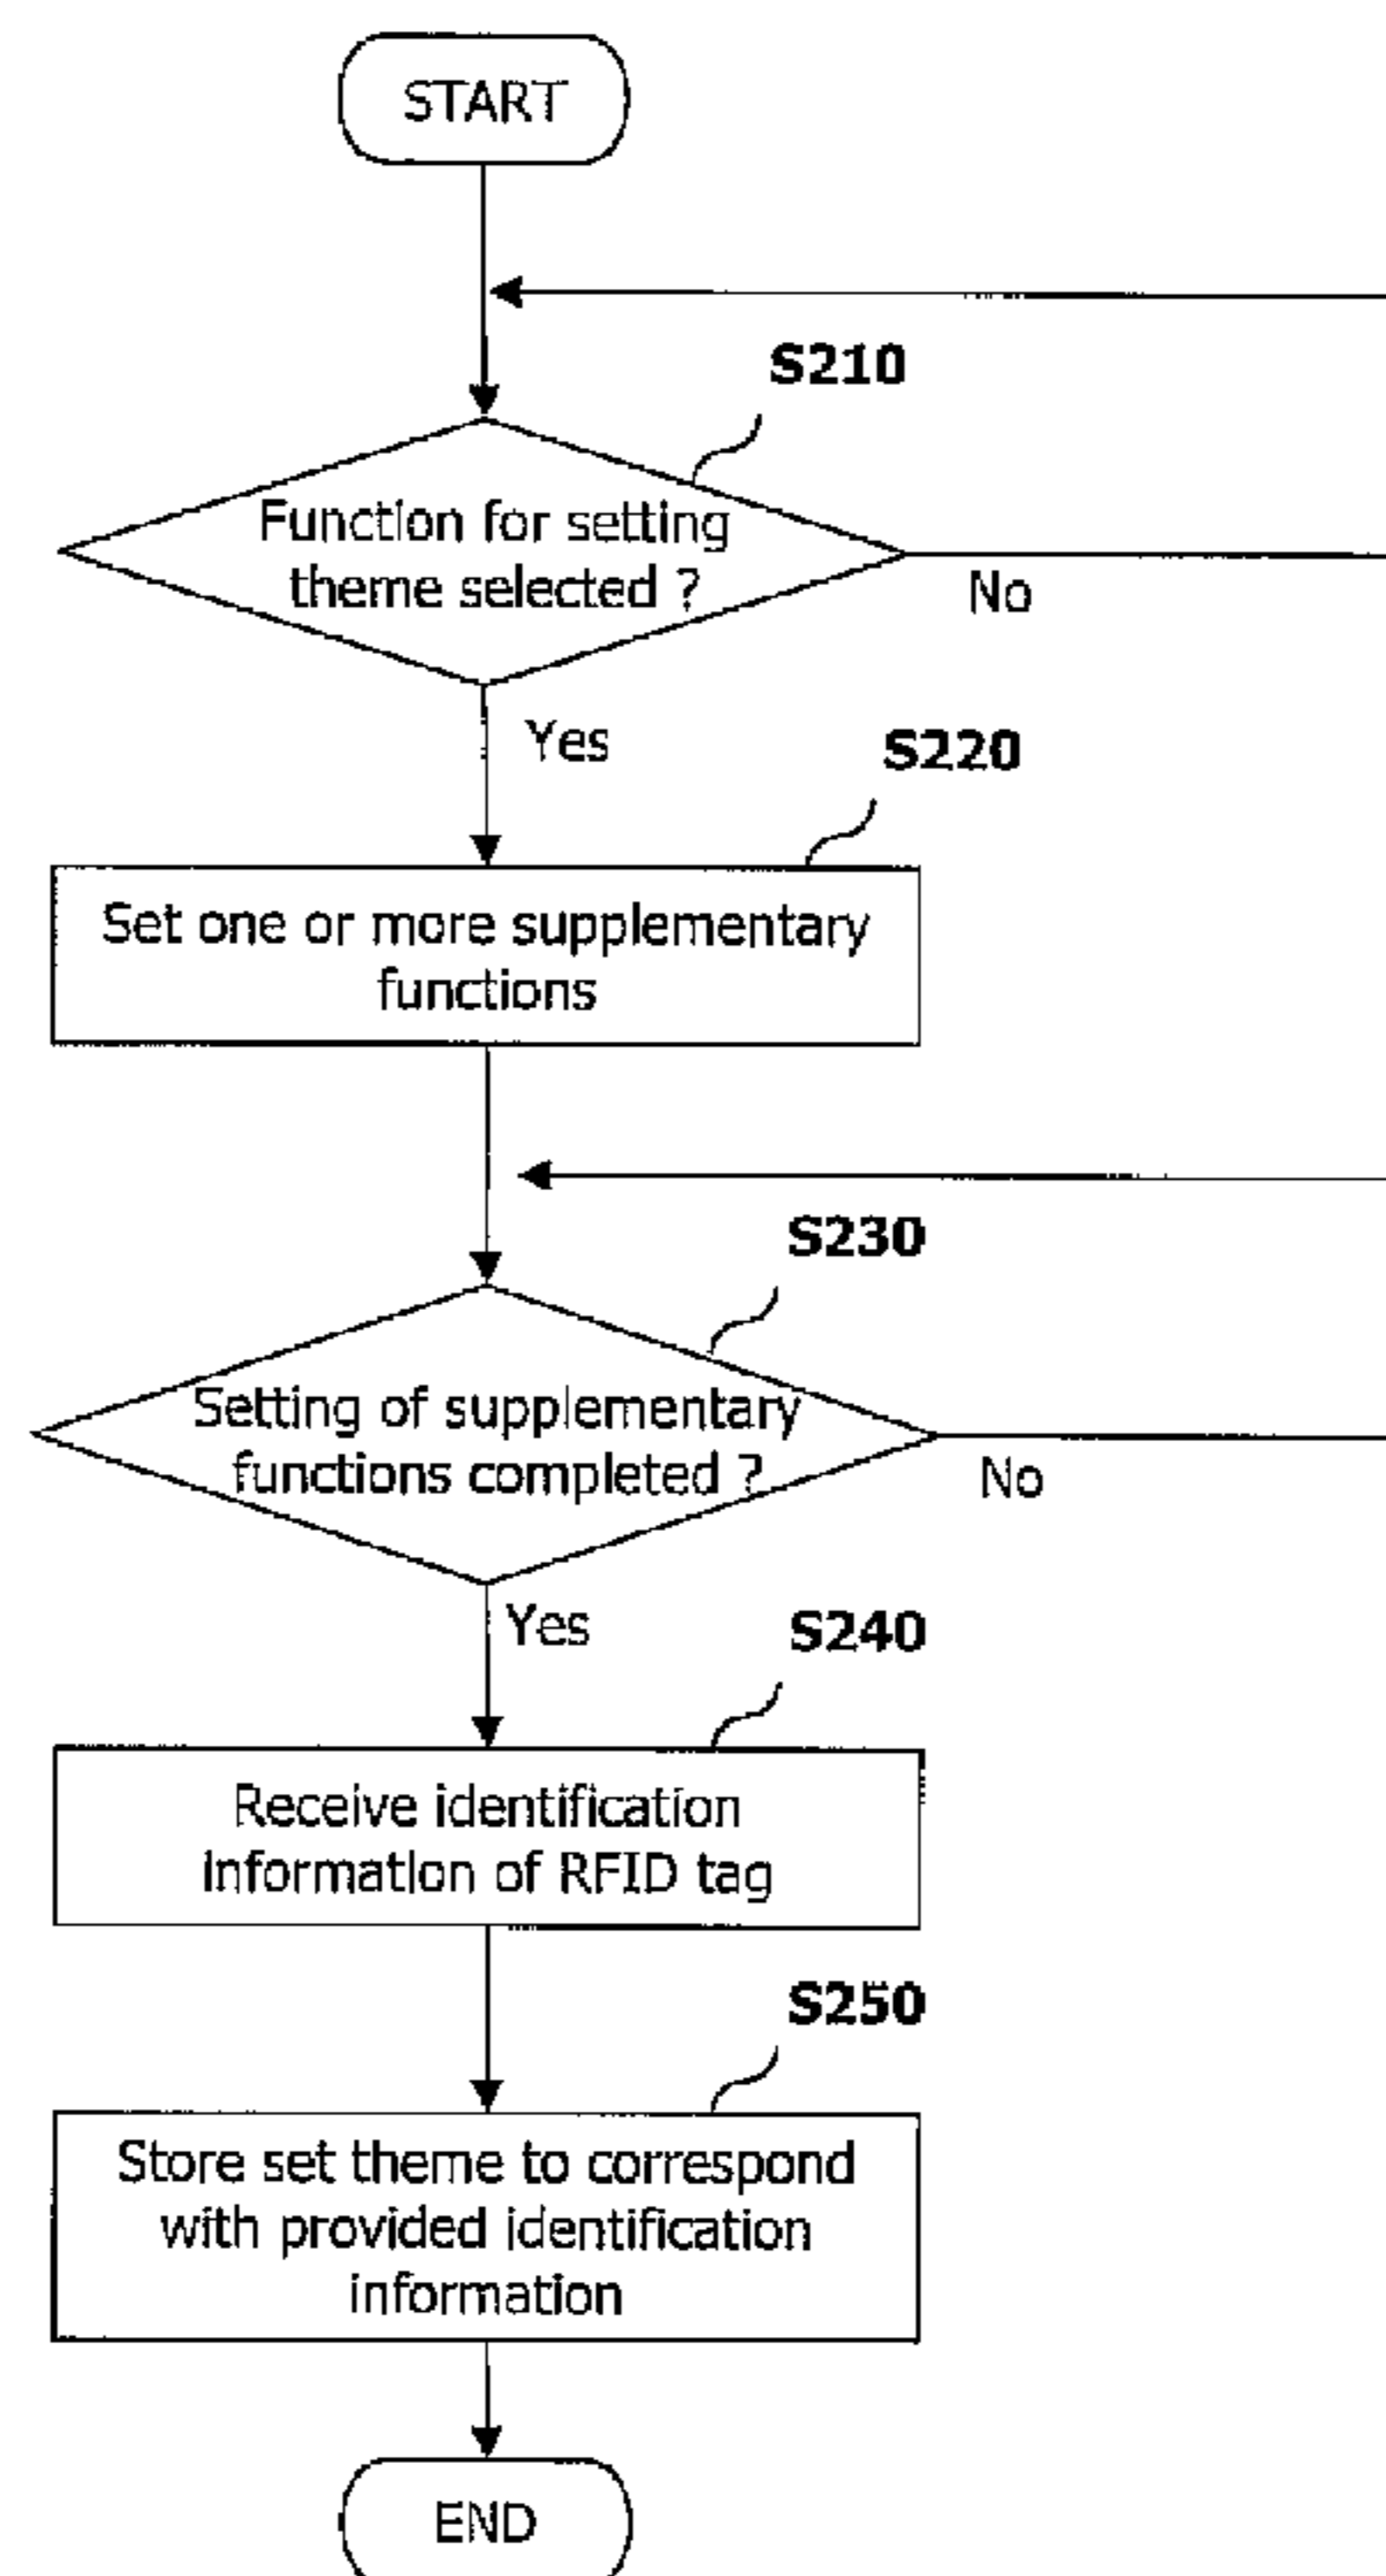 START
S210
Function for setting
theme selected ?
No
Yes
S220
Set one or more supplementary
functions
S230
Setting of supplementary
functions completed ?
No
Yes
S240
Receive identification
information of RFID tag
S250
Store set theme to correspond
with provided identification
information
END